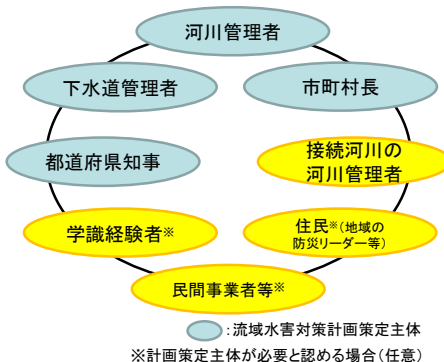 河川管理者
下水道管理者
市町村長
都道府県知事
接続河川の
河川管理者
学識経験者※
住民※(地域の
防災リーダー等)
民間事業者等※
:流域水害対策計画策定主体
※計画策定主体が必要と認める場合(任意)